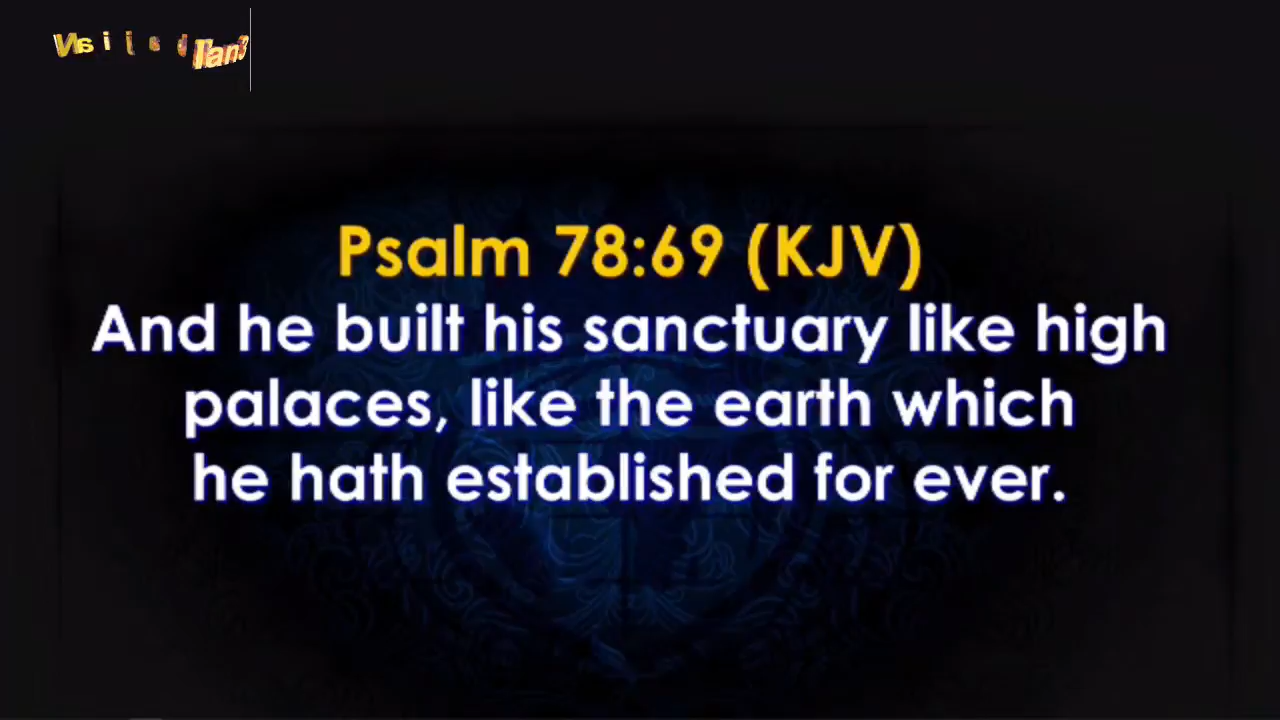 Psalm 78:69 (KJV)
And he built his sanctuary like high
palaces, like the earth which
he hath established for ever.